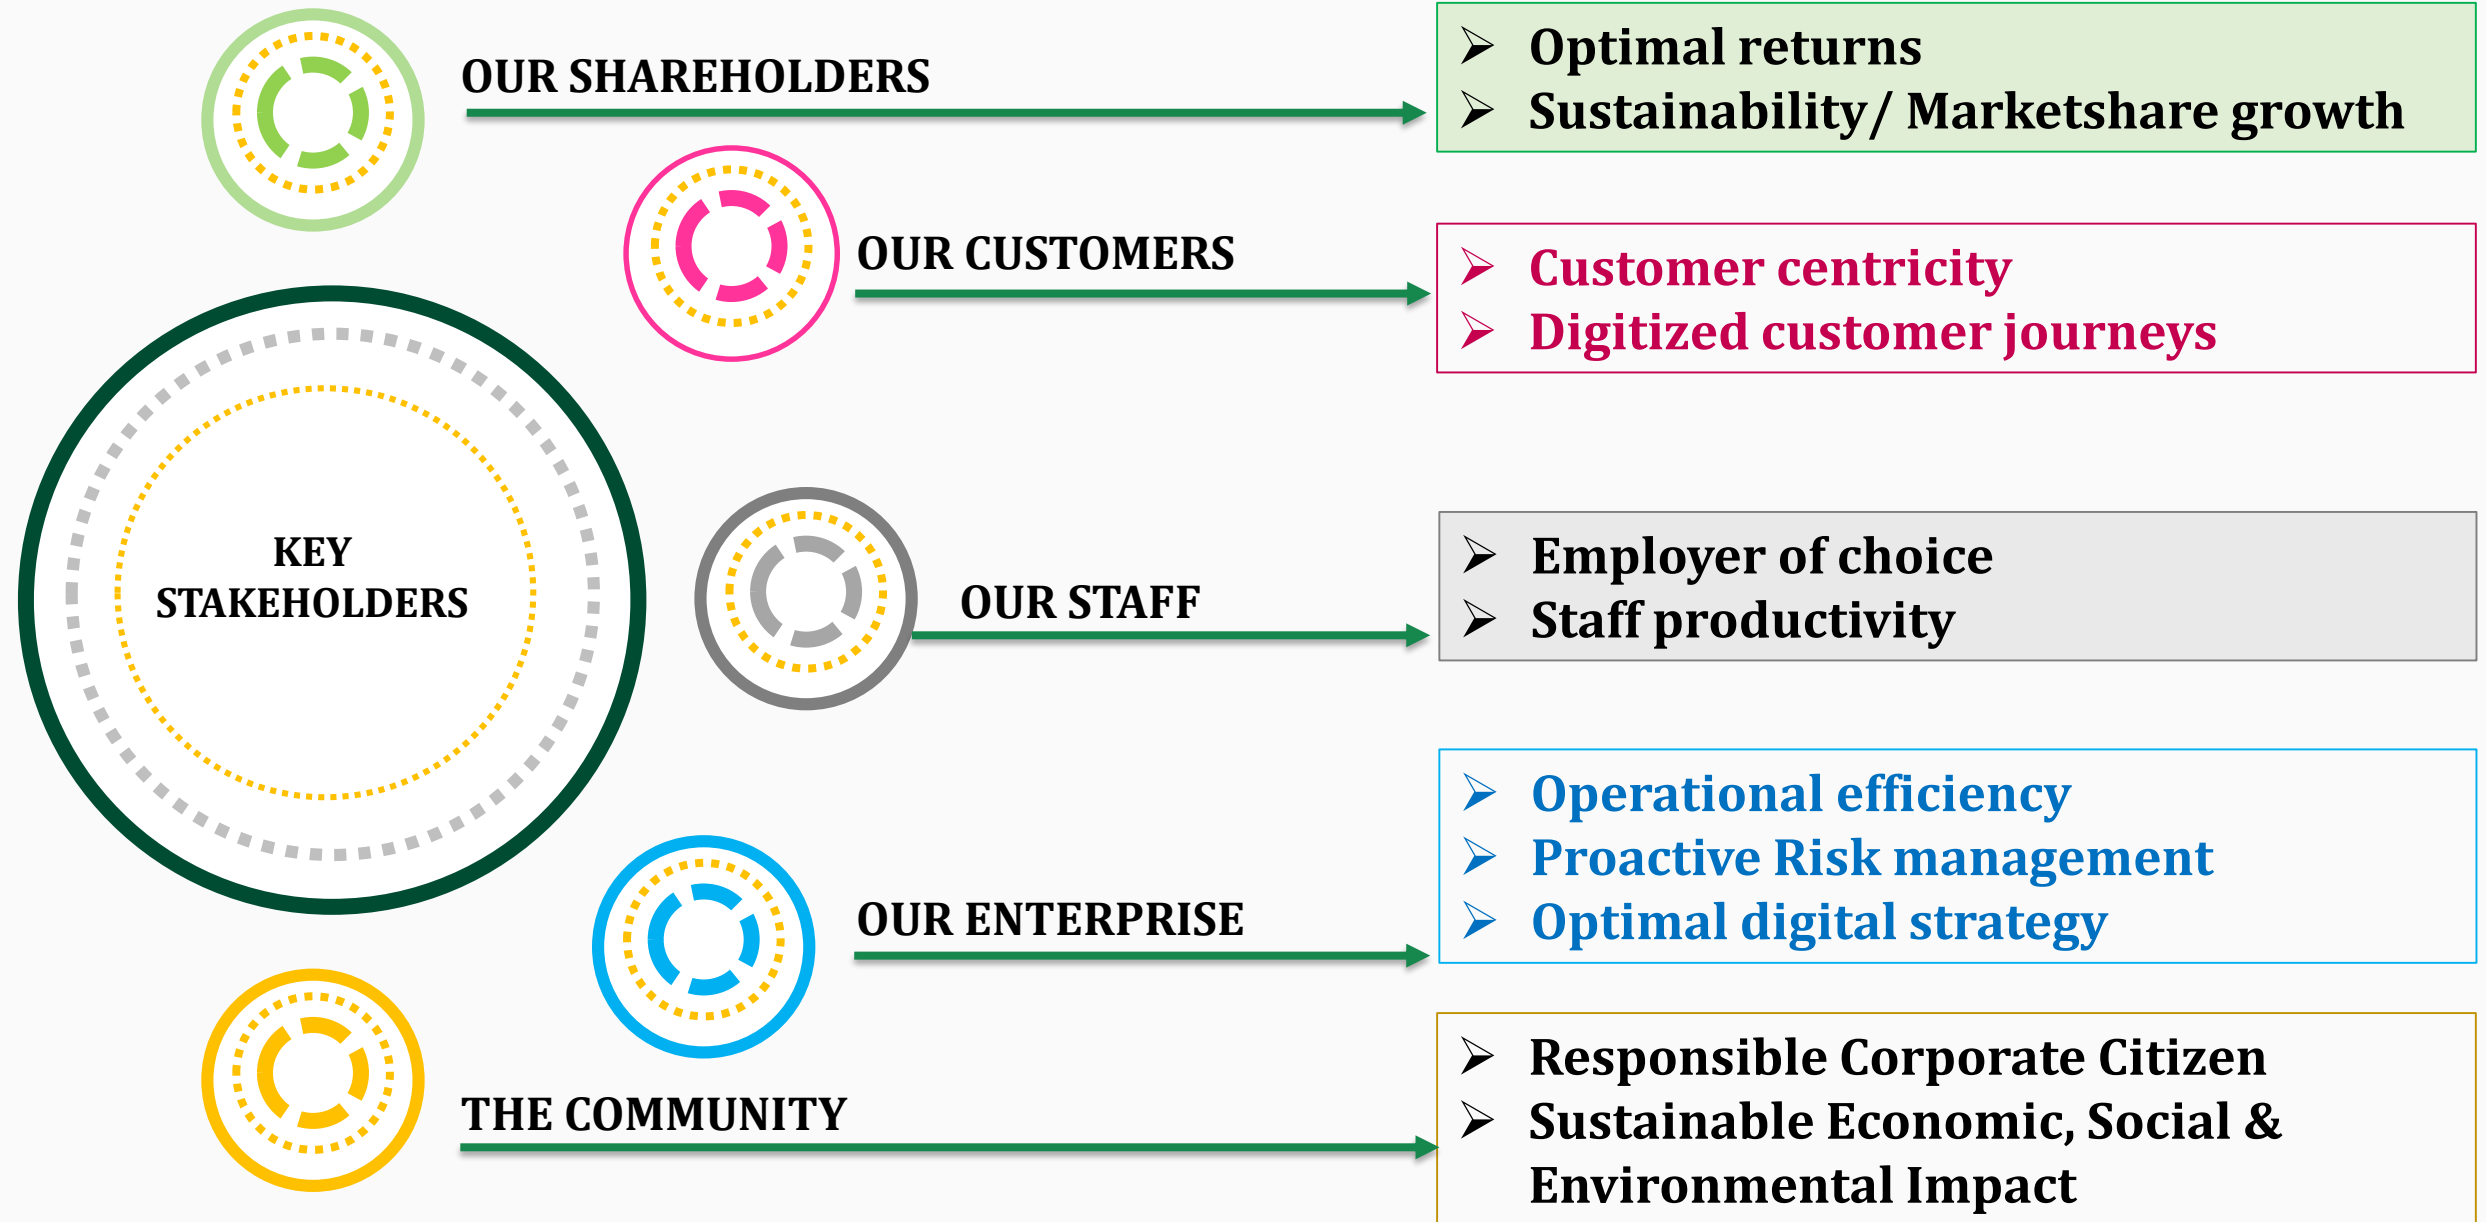 OUR SHAREHOLDERS
➢ Optimal returns
➢ Sustainability/ Marketshare growth
OUR CUSTOMERS
➢ Customer centricity
➢ Digitized customer journeys
KEY
STAKEHOLDERS
OUR STAFF
➢ Employer of choice
➢ Staff productivity
OUR ENTERPRISE
➢ Operational efficiency
➢ Proactive Risk management
➢ Optimal digital strategy
THE COMMUNITY
➢ Responsible Corporate Citizen
➢ Sustainable Economic, Social &
Environmental Impact